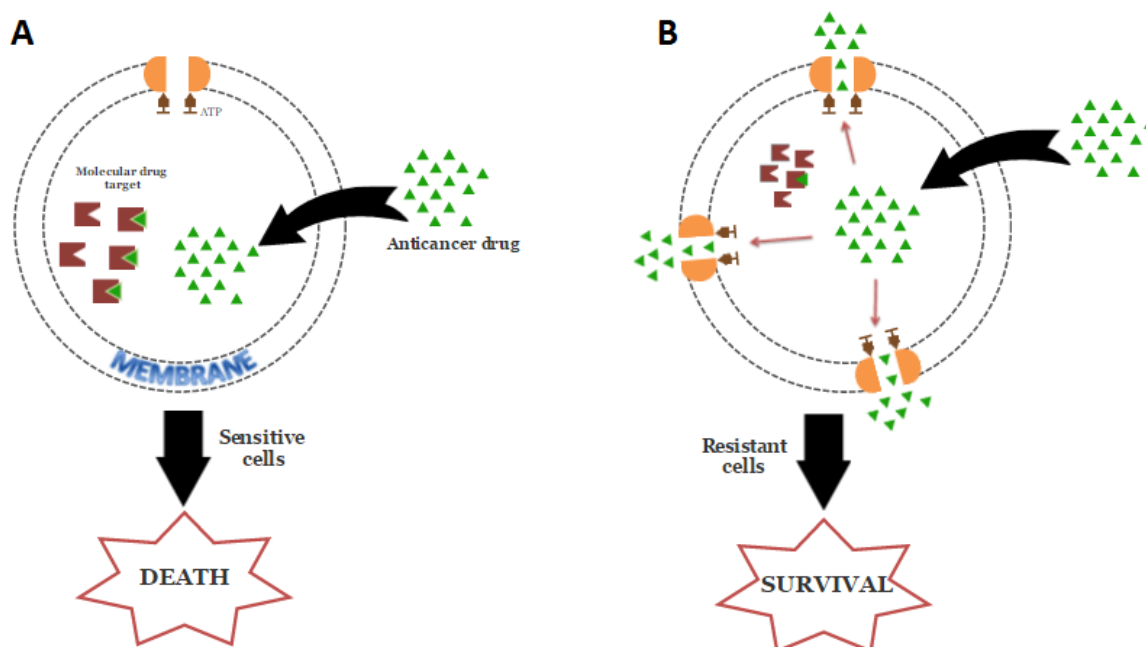 A
ATP
Molecular drug
target
Anticancer drug
MEMBRANE
Sensitive
cells
DEATH
B
Resistant
cells
SURVIVAL